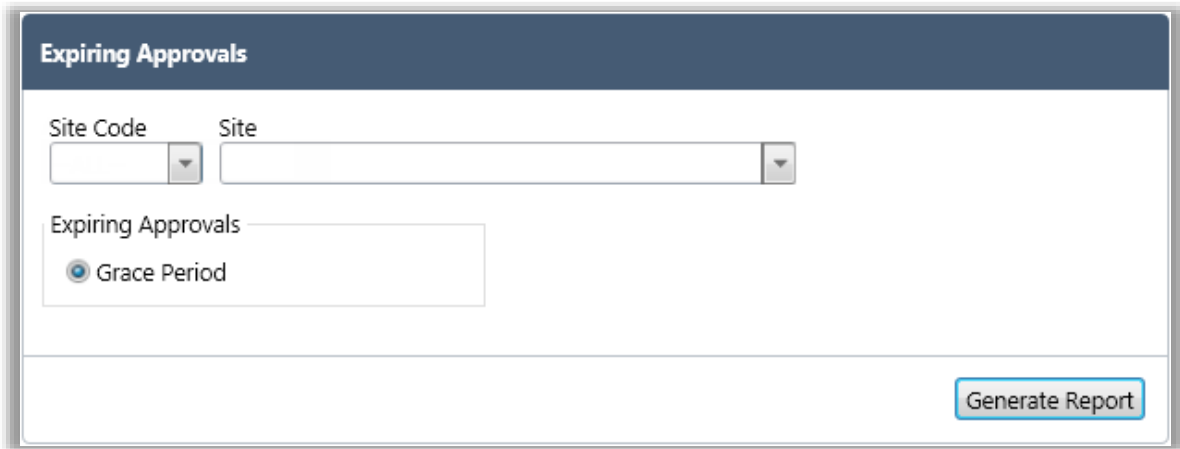 Expiring Approvals
Site Code Site
Expiring Approvals
Grace Period
Generate Report